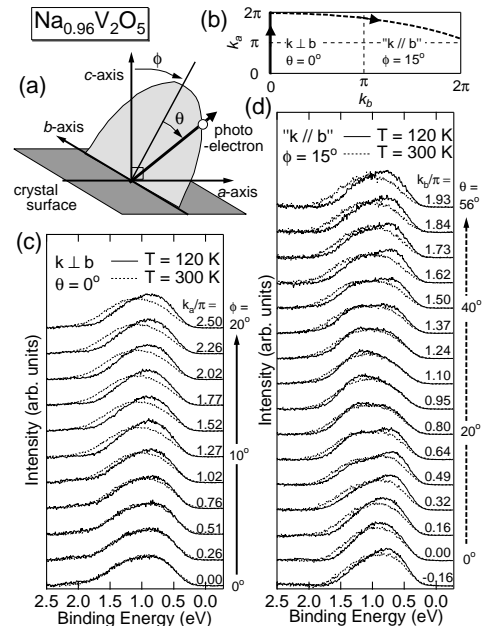 Na0.96V2O5
(a)
c-axis
ϕ
θ
b-axis
photo
-electron
crystal
surface
a-axis
(b)
2π
π
0
ka
k ⊥ b
θ = 0°
"k // b"
ϕ = 15°
0
π
2π
kb
(c)
k ⊥ b
θ = 0°
T = 120 K
T = 300 K
ka/π=
ϕ =
20°
2.50
2.26
2.02
1.77
1.52
1.27
10°
1.02
0.76
0.51
0.26
0.00
0°
Intensity (arb. units)
2.5 2.0 1.5 1.0 0.5 0.0
Binding Energy (eV)
(d)
"k // b"
ϕ = 15°
T = 120 K
T = 300 K
kb/π=
θ =
56°
1.93
1.84
1.73
1.62
1.50
40°
1.37
1.24
1.10
0.95
0.80
20°
0.64
0.49
0.32
0.16
0.00
0°
-0.16
Intensity (arb. units)
2.5 2.0 1.5 1.0 0.5 0.0
Binding Energy (eV)